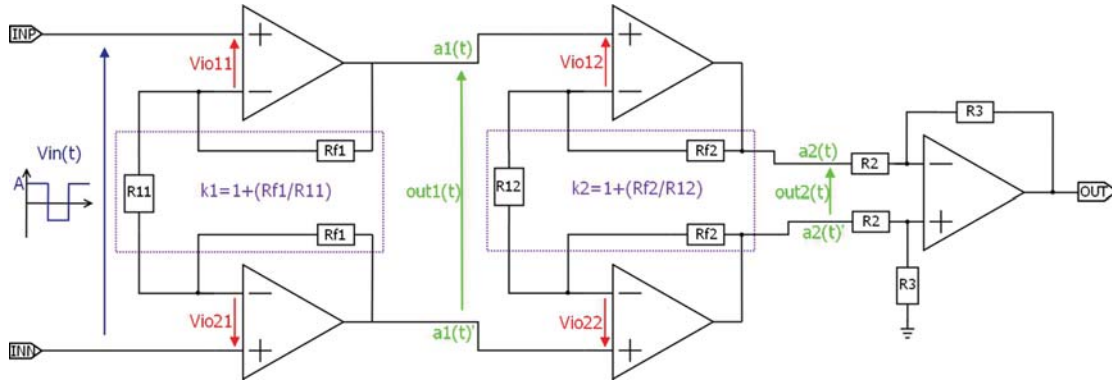 INP
Vio11
a1(t)
Vio12
Vin(t)
A
R11
Rf1
k1=1+(Rf1/R11)
Rf1
out1(t)
R12
Rf2
k2=1+(Rf2/R12)
Rf2
a2(t)
out2(t)
a2(t)'
R2
R2
R3
R3
OUT
Vio21
a1(t)'
Vio22
INN